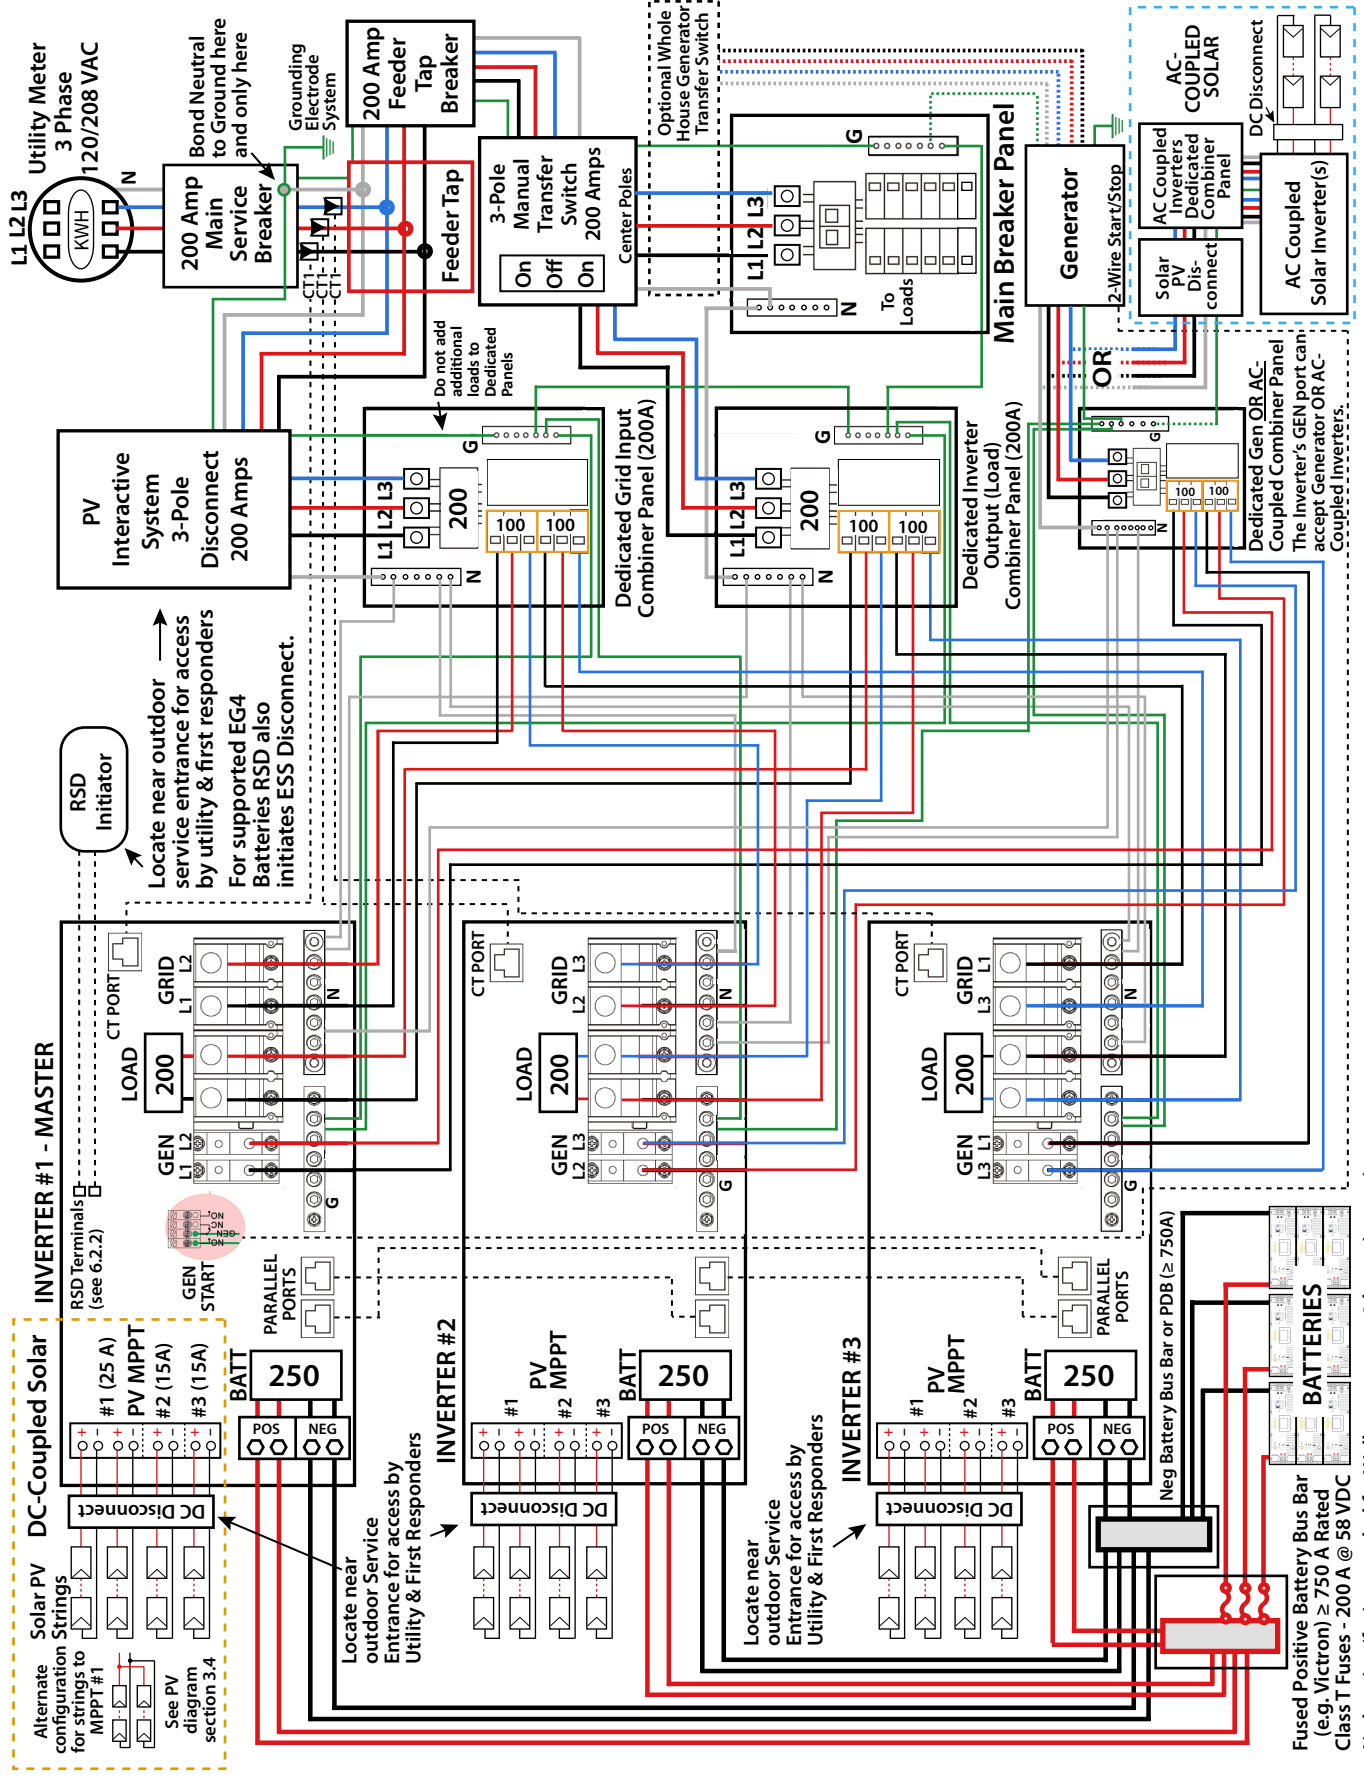 Utility Meter
3 Phase
120/208 VAC
L1 L2 L3
KWH
N
200 Amp
Main
Service
Breaker
Bond Neutral
to Ground here
and only here
Grounding
Electrode
System
200 Amp
Feeder
Tap
Breaker
Feeder Tap
CT1
CT1
CT1
3-Pole
Manual
Transfer
Switch
200 Amps
On
Off
On
Center Poles
Optional Whole
House Generator
Transfer Switch
L1 L2 L3
G
N
To
Loads
Main Breaker Panel
Generator
2-Wire Start/Stop
AC-
COUPLED
SOLAR
AC Coupled
Inverters
Dedicated
Combiner
Panel
Solar
PV
Dis-
connect
DC Disconnect
AC Coupled
Solar Inverter(s)
OR
PV
Interactive
System
3-Pole
Disconnect
200 Amps
Do not add
additional
loads to
Dedicated
Panels
L1 L2 L3
G
200
100
100
N
Dedicated Grid Input
Combiner Panel (200A)
L1 L2 L3
G
200
100
100
N
Dedicated Inverter
Output (Load)
Combiner Panel (200A)
G
100
100
N
Dedicated Gen OR AC-
Coupled Combiner Panel
The Inverter's GEN port can
accept Generator OR AC-
Coupled Inverters.
RSD
Initiator
Locate near outdoor
service entrance for access
by utility & first responders
For supported EG4
Batteries RSD also
initiates ESS Disconnect.
INVERTER #1 - MASTER
RSD Terminals
(see 6.2.2)
CT PORT
GRID
L1 L2
LOAD
200
GEN
L1 L2
N
G
GEN
START
NO
NC
GEN
NO
PARALLEL
PORTS
BATT
250
POS
NEG
DC-Coupled Solar
#1 (25 A)
PV MPPT
#2 (15A)
#3 (15A)
+
−
+
−
+
−
+
−
DC Disconnect
Solar PV
Strings
Alternate
configuration
for strings to
MPPT #1
See PV
diagram
section 3.4
Locate near
outdoor Service
Entrance for access by
Utility & First Responders
INVERTER #2
CT PORT
GRID
L2 L3
LOAD
200
GEN
L2 L3
N
G
BATT
250
POS
NEG
PV
MPPT
#1
#2
#3
+
−
+
−
+
−
+
−
DC Disconnect
Locate near
outdoor Service
Entrance for access by
Utility & First Responders
INVERTER #3
CT PORT
GRID
L3 L1
LOAD
200
GEN
L3 L1
N
G
PARALLEL
PORTS
BATT
250
POS
NEG
PV
MPPT
#1
#2
#3
+
−
+
−
+
−
+
−
DC Disconnect
Neg Battery Bus Bar or PDB (≥ 750A)
BATTERIES
Fused Positive Battery Bus Bar
(e.g. Victron) ≥ 750 A Rated
Class T Fuses - 200 A @ 58 VDC